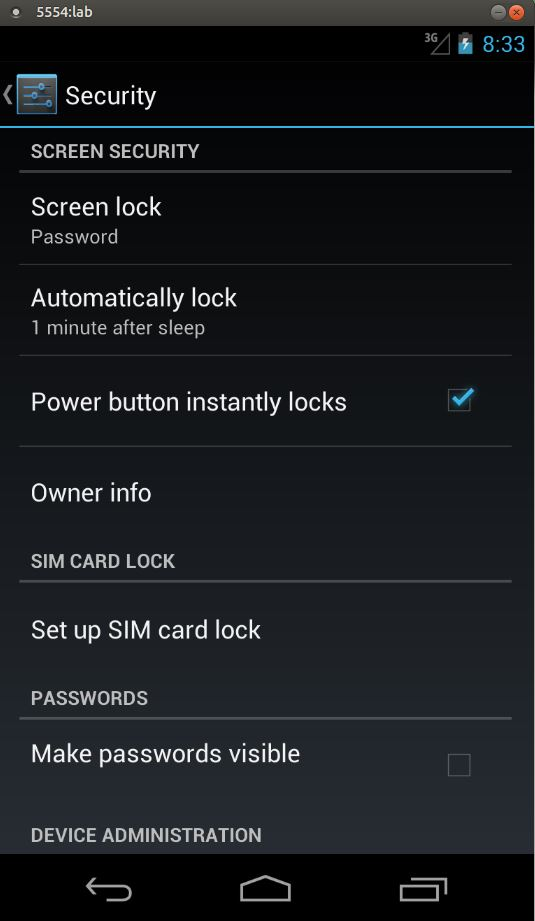 5554:lab
3G 8:33
Security
SCREEN SECURITY
Screen lock
Password
Automatically lock
1 minute after sleep
Power button instantly locks
Owner info
SIM CARD LOCK
Set up SIM card lock
PASSWORDS
Make passwords visible
DEVICE ADMINISTRATION